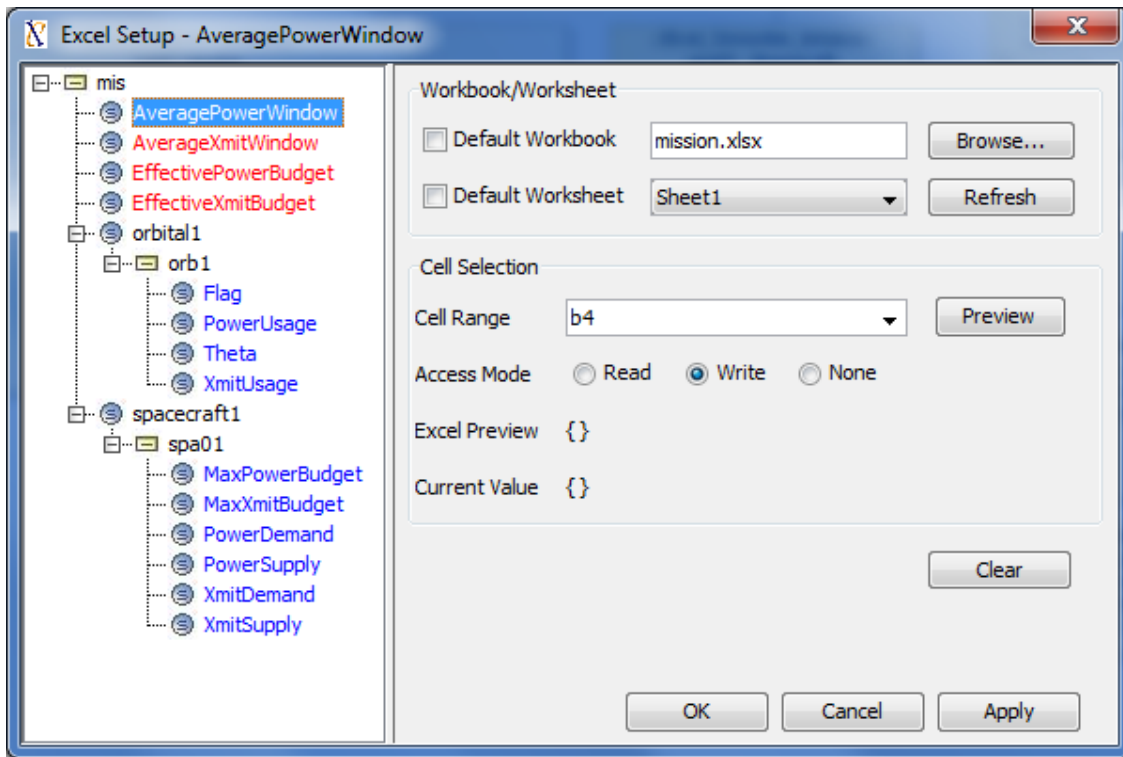 Excel Setup - AveragePowerWindow
mis
AveragePowerWindow
AverageXmitWindow
EffectivePowerBudget
EffectiveXmitBudget
orbital1
orb1
Flag
PowerUsage
Theta
XmitUsage
spacecraft1
spa01
MaxPowerBudget
MaxXmitBudget
PowerDemand
PowerSupply
XmitDemand
XmitSupply
Workbook/Worksheet
Default Workbook mission.xlsx Browse...
Default Worksheet Sheet1 Refresh
Cell Selection
Cell Range b4 Preview
Access Mode Read Write None
Excel Preview {}
Current Value {}
Clear
OK Cancel Apply